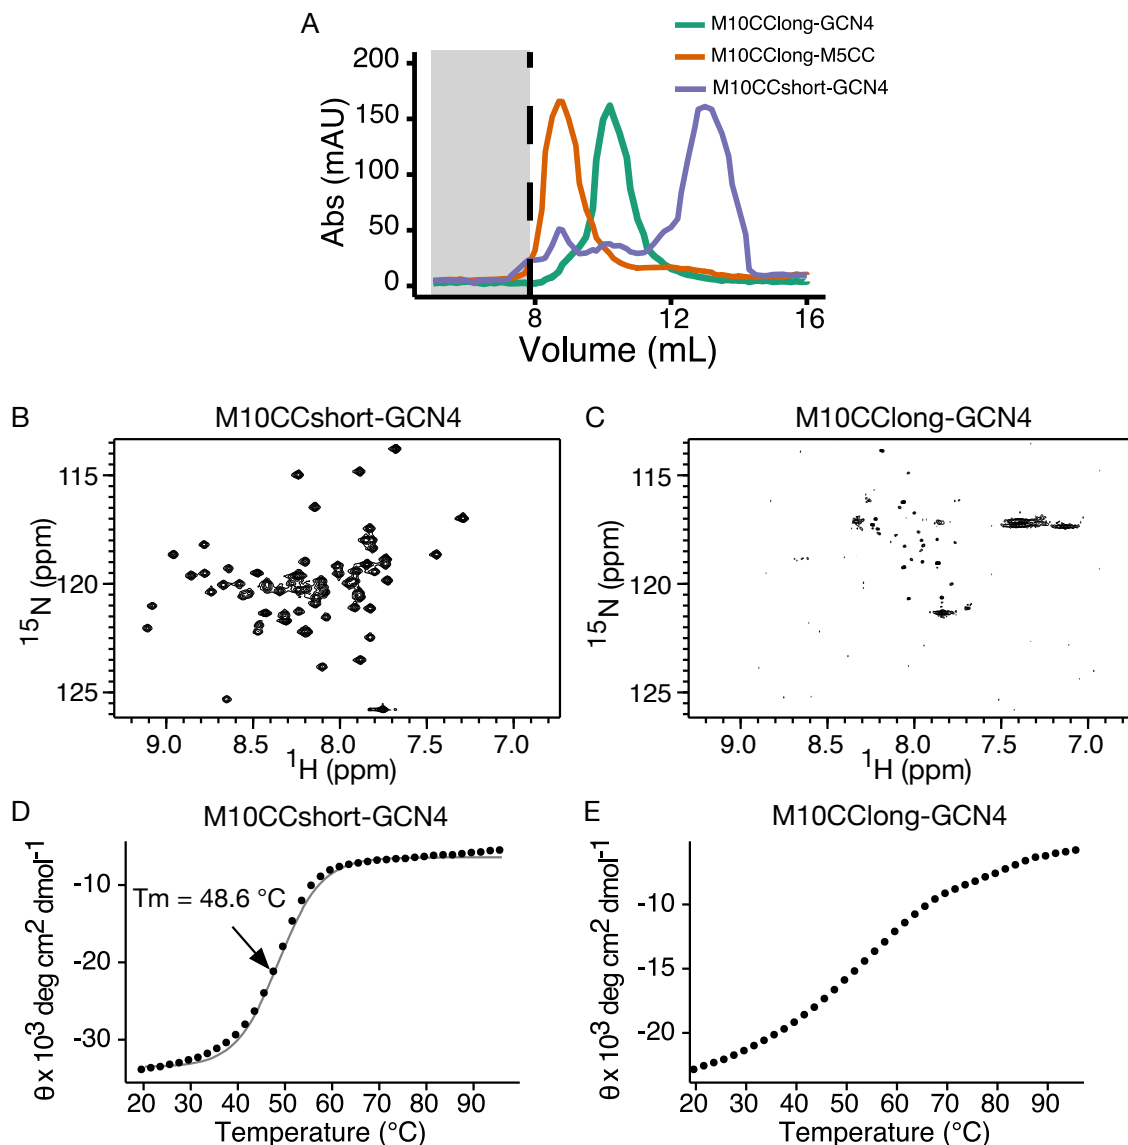 A
M10CClong-GCN4
M10CClong-M5CC
M10CCshort-GCN4
Abs (mAU)
200
150
100
50
0
8
12
16
Volume (mL)
B
M10CCshort-GCN4
15N (ppm)
115
120
125
9.0
8.5
8.0
7.5
7.0
1H (ppm)
C
M10CClong-GCN4
15N (ppm)
115
120
125
9.0
8.5
8.0
7.5
7.0
1H (ppm)
D
M10CCshort-GCN4
θ x 10³ deg cm² dmol⁻¹
-10
-20
-30
Tm = 48.6 °C
20
30
40
50
60
70
80
90
Temperature (°C)
E
M10CClong-GCN4
θ x 10³ deg cm² dmol⁻¹
-10
-15
-20
20
30
40
50
60
70
80
90
Temperature (°C)